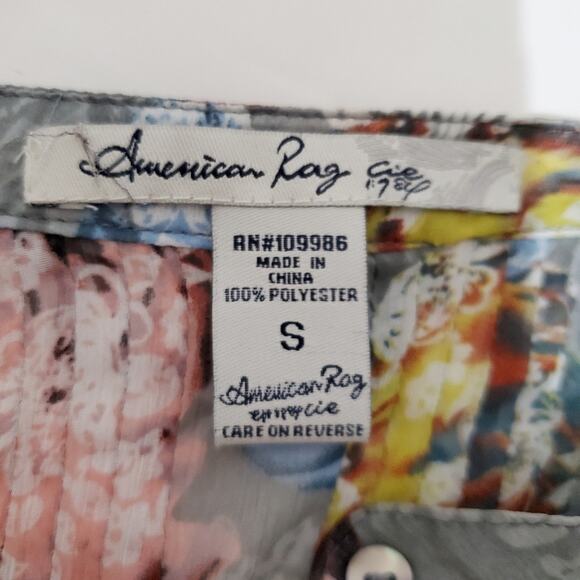 American Rag Cie
RN#109986
MADE IN
CHINA
100% POLYESTER
S
American Rag
cie
CARE ON REVERSE